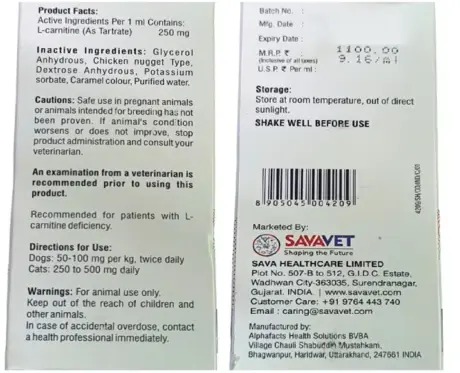 Product Facts:
Active Ingredients Per 1 ml Contains:
L-carnitine (As Tartrate) 250 mg
Inactive Ingredients: Glycerol
Anhydrous, Chicken nugget Type,
Dextrose Anhydrous, Potassium
sorbate, Caramel colour, Purified water.
Cautions: Safe use in pregnant animals
or animals intended for breeding has not
been proven. If animal's condition
worsens or does not improve, stop
product administration and consult your
veterinarian.
An examination from a veterinarian is
recommended prior to using this
product.
Recommended for patients with L-
carnitine deficiency.
Directions for Use:
Dogs: 50-100 mg per kg, twice daily
Cats: 250 to 500 mg daily
Warnings: For animal use only.
Keep out of the reach of children and
other animals.
In case of accidental overdose, contact
a health professional immediately.
Batch No. :
Mfg. Date :
Expiry Date :
M.R.P. ₹ : 1100.00
(Inclusive of all taxes) 9.16/ml
U.S.P. ₹ Per ml :
Storage:
Store at room temperature, out of direct
sunlight.
SHAKE WELL BEFORE USE
8 905045 004209
Marketed By:
SAVAVET
Shaping the Future
SAVA HEALTHCARE LIMITED
Plot No. 507-B to 512, G.I.D.C. Estate,
Wadhwan City-363035, Surendranagar,
Gujarat. INDIA. | www.savavet.com
Customer Care: +91 9764 443 740
Email : caring@savavet.com
Manufactured by:
Alphafacts Health Solutions BVBA
Village Chauli Shabuddin Mustahkam,
Bhagwanpur, Haridwar, Uttarakhand, 247661 INDIA